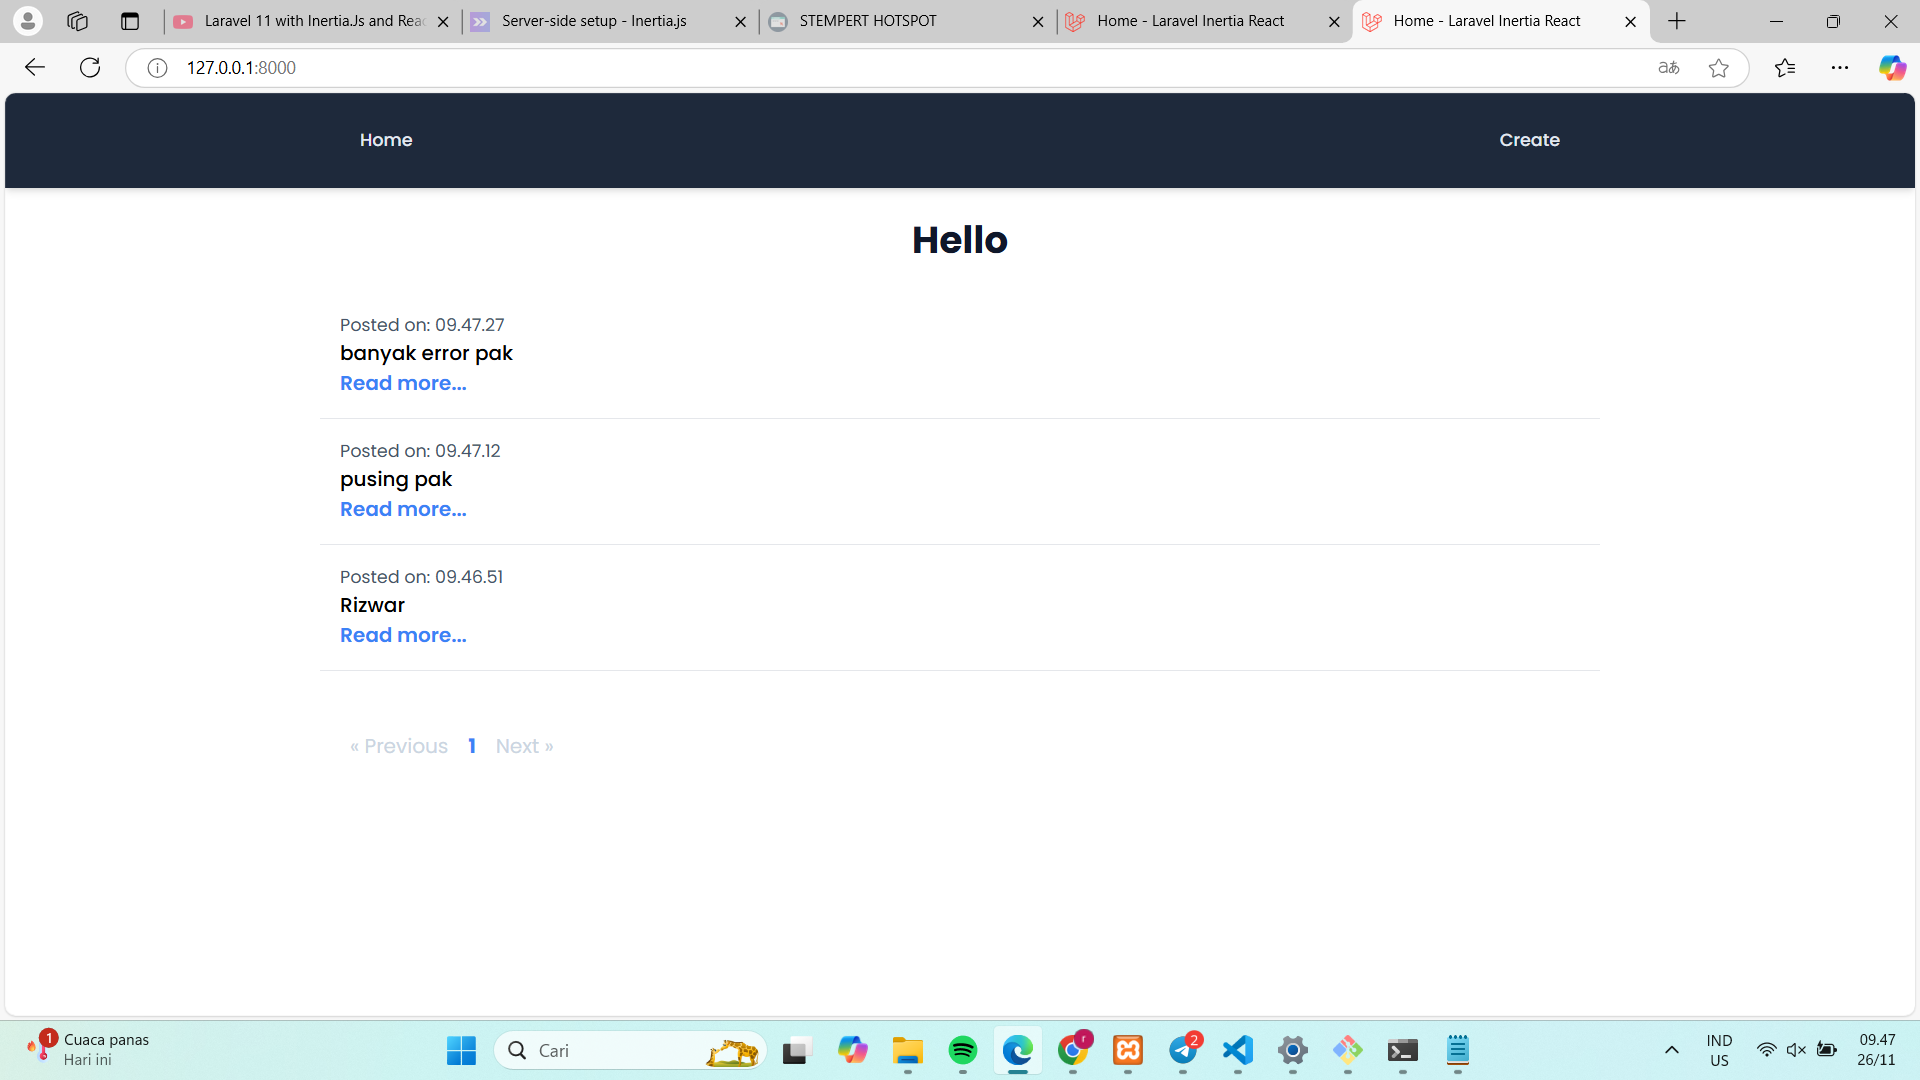 Laravel 11 with Inertia.Js and Reac
Server-side setup - Inertia.js
STEMPERT HOTSPOT
Home - Laravel Inertia React
Home - Laravel Inertia React
127.0.0.1:8000
aあ
Home
Create
Hello
Posted on: 09.47.27
banyak error pak
Read more...
Posted on: 09.47.12
pusing pak
Read more...
Posted on: 09.46.51
Rizwar
Read more...
« Previous 1 Next »
1
Cuaca panas
Hari ini
Cari
r
2
IND
US
09.47
26/11